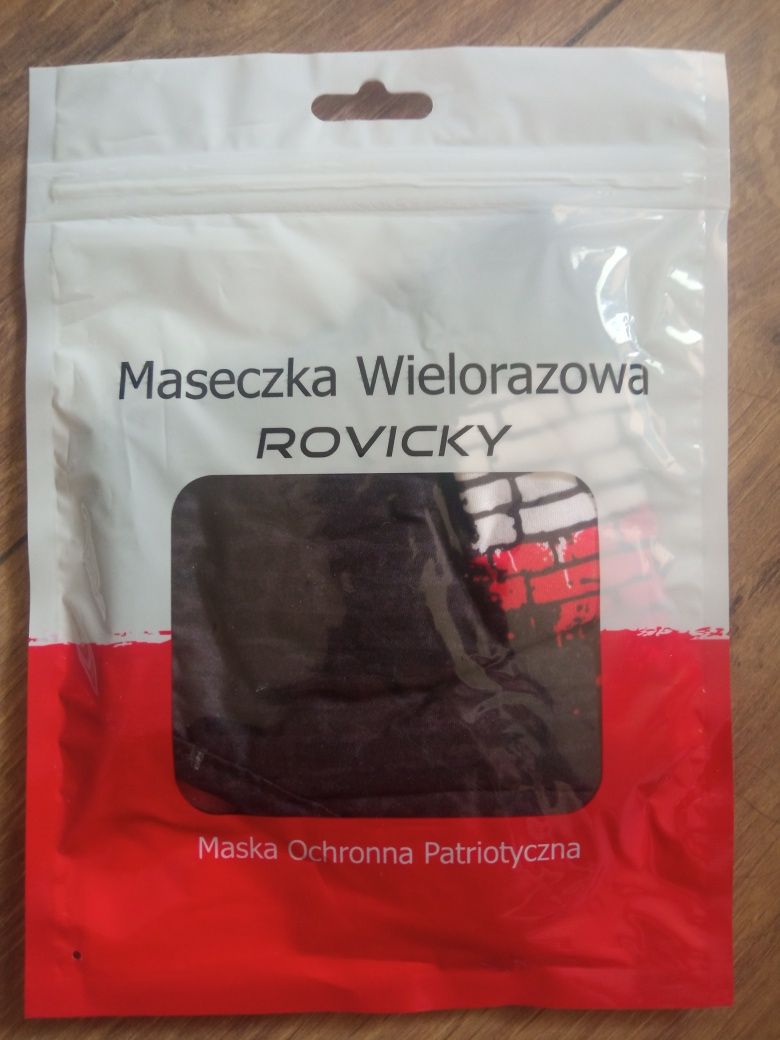 Maseczka Wielorazowa
ROVICKY
Maska Ochronna Patriotyczna